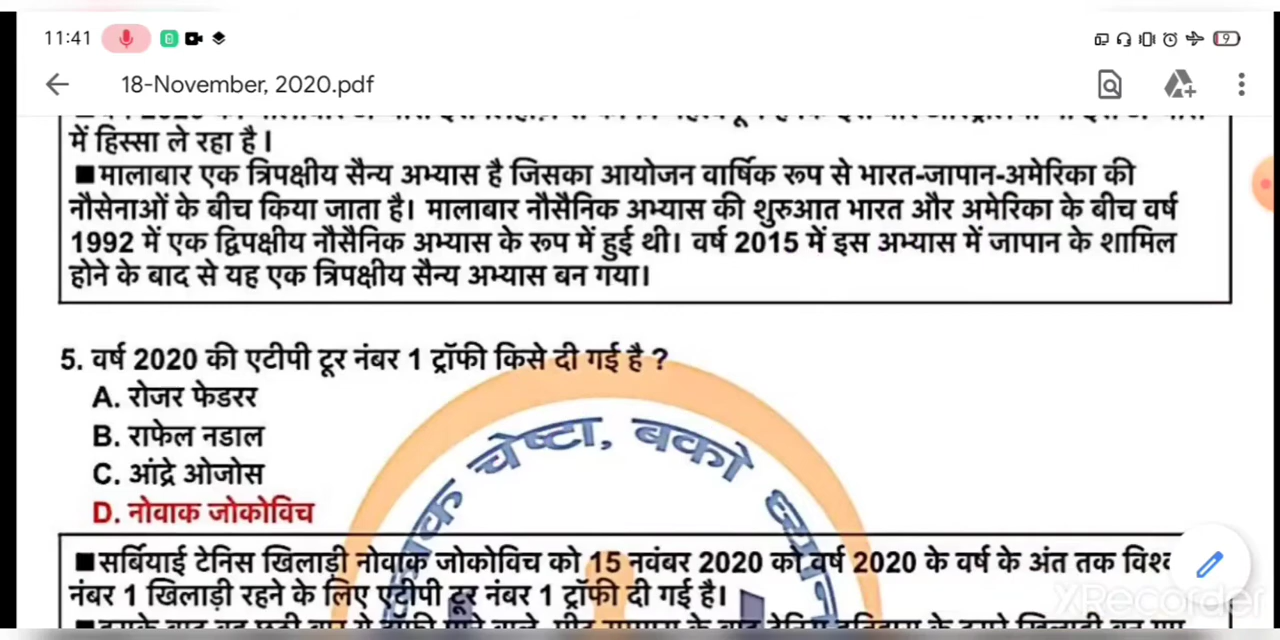 11:41
9
18-November, 2020.pdf
में हिस्सा ले रहा है।
■मालाबार एक त्रिपक्षीय सैन्य अभ्यास है जिसका आयोजन वार्षिक रूप से भारत-जापान-अमेरिका की
नौसेनाओं के बीच किया जाता है। मालाबार नौसैनिक अभ्यास की शुरुआत भारत और अमेरिका के बीच वर्ष
1992 में एक द्विपक्षीय नौसैनिक अभ्यास के रूप में हुई थी। वर्ष 2015 में इस अभ्यास में जापान के शामिल
होने के बाद से यह एक त्रिपक्षीय सैन्य अभ्यास बन गया।
5. वर्ष 2020 की एटीपी टूर नंबर 1 ट्रॉफी किसे दी गई है ?
A. रोजर फेडरर
B. राफेल नडाल
C. आंद्रे ओजोस
D. नोवाक जोकोविच
चेष्टा, बको ध्यान
■सर्बियाई टेनिस खिलाड़ी नोवाक जोकोविच को 15 नवंबर 2020 को वर्ष 2020 के वर्ष के अंत तक
नंबर 1 खिलाड़ी रहने के लिए एटीपी टूर नंबर 1 ट्रॉफी दी गई है।
XRecorder